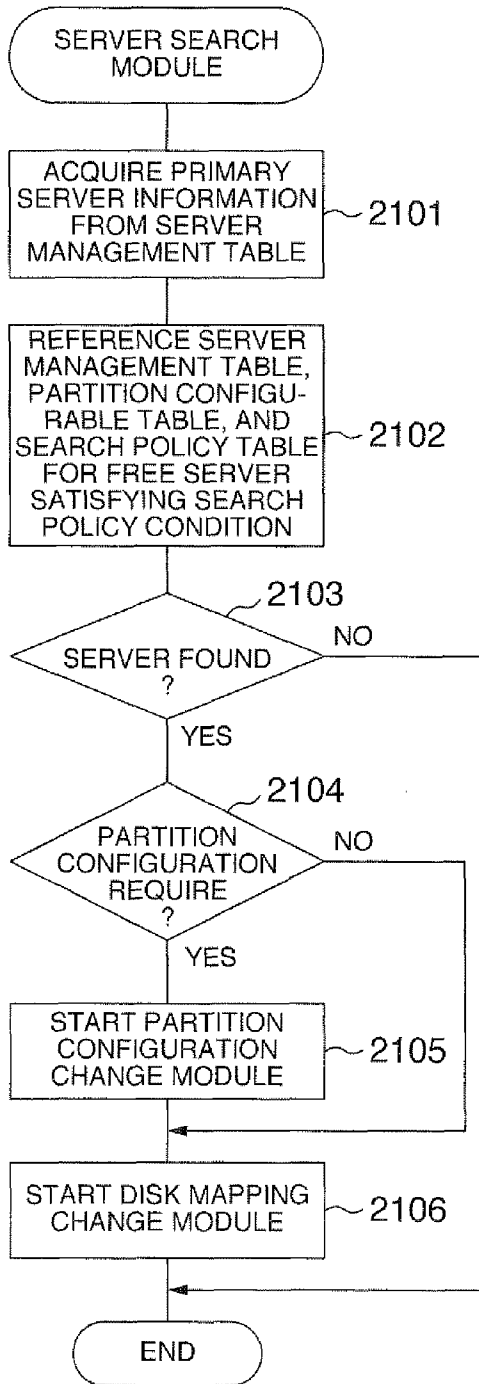 SERVER SEARCH
MODULE
ACQUIRE PRIMARY
SERVER INFORMATION
FROM SERVER
MANAGEMENT TABLE
2101
REFERENCE SERVER
MANAGEMENT TABLE,
PARTITION CONFIGU-
RABLE TABLE, AND
SEARCH POLICY TABLE
FOR FREE SERVER
SATISFYING SEARCH
POLICY CONDITION
2102
2103
SERVER FOUND
?
NO
YES
2104
PARTITION
CONFIGURATION
REQUIRE
?
NO
YES
START PARTITION
CONFIGURATION
CHANGE MODULE
2105
START DISK MAPPING
CHANGE MODULE
2106
END